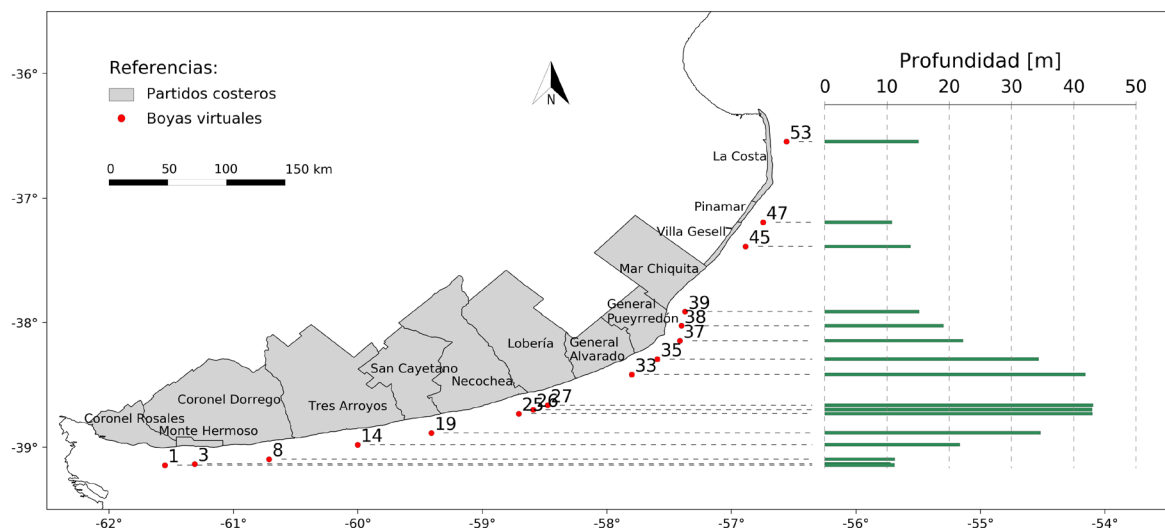 Profundidad [m]
0 10 20 30 40 50
Referencias:
Partidos costeros
Boyas virtuales
0 50 100 150 km
N
-36°
-37°
-38°
-39°
53
La Costa
Pinamar
47
Villa Gesell
45
Mar Chiquita
39
General
Pueyrredón
38
37
Lobería
General
Alvarado
35
33
San Cayetano
Necochea
27
26
25
Coronel Dorrego
Tres Arroyos
Coronel Rosales
Monte Hermoso
19
14
8
3
1
-62° -61° -60° -59° -58° -57° -56° -55° -54°